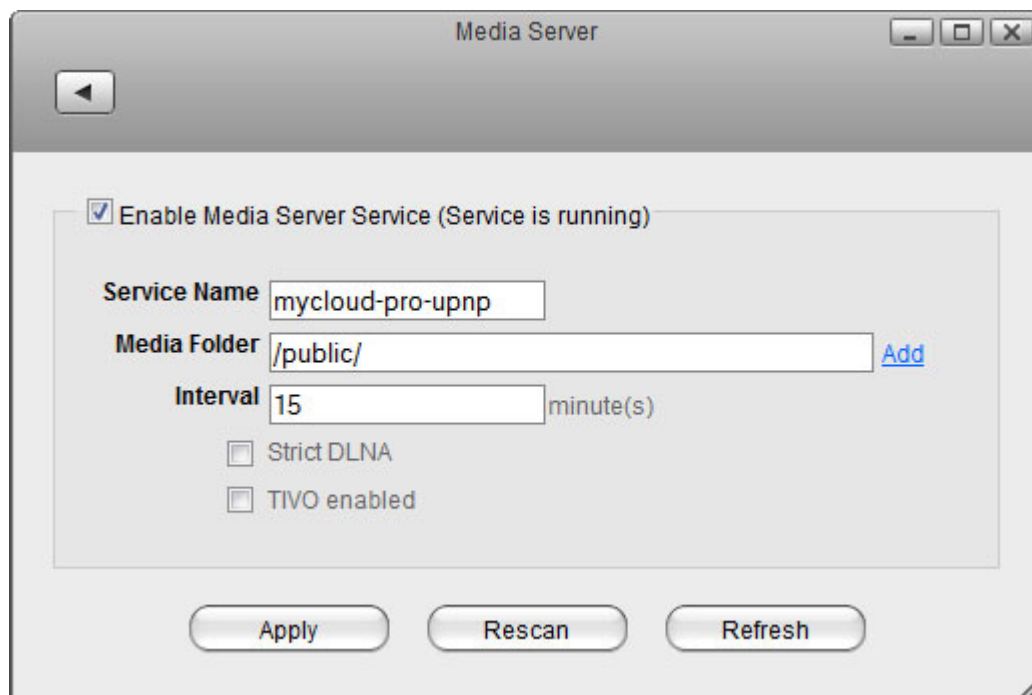 Media Server
Enable Media Server Service (Service is running)
Service Name mycloud-pro-upnp
Media Folder /public/ Add
Interval 15 minute(s)
Strict DLNA
TIVO enabled
Apply Rescan Refresh